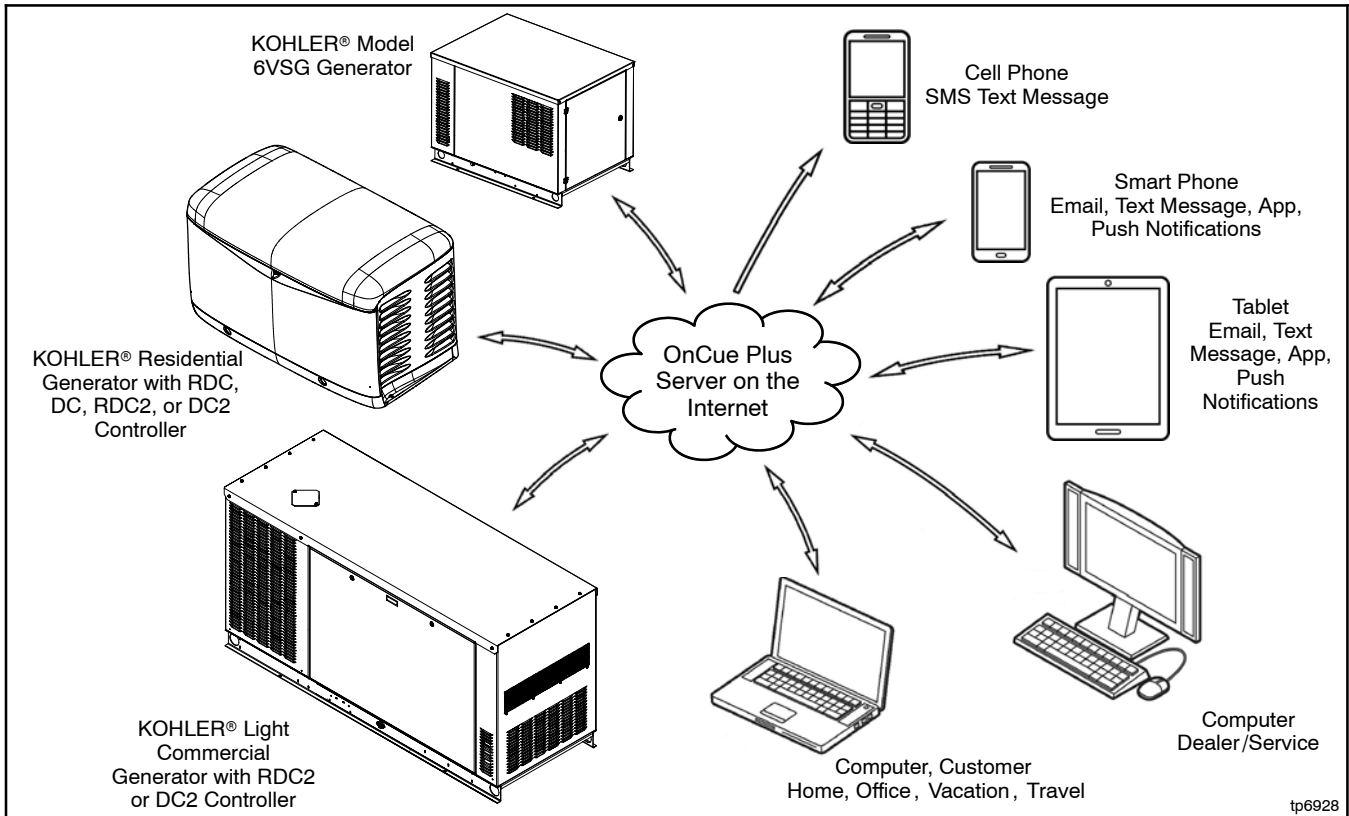 KOHLER® Model
6VSG Generator
Cell Phone
SMS Text Message
Smart Phone
Email, Text Message, App,
Push Notifications
Tablet
Email, Text
Message, App,
Push
Notifications
KOHLER® Residential
Generator with RDC,
DC, RDC2, or DC2
Controller
OnCue Plus
Server on the
Internet
KOHLER® Light
Commercial
Generator with RDC2
or DC2 Controller
Computer, Customer
Home, Office, Vacation, Travel
Computer
Dealer/Service
tp6928